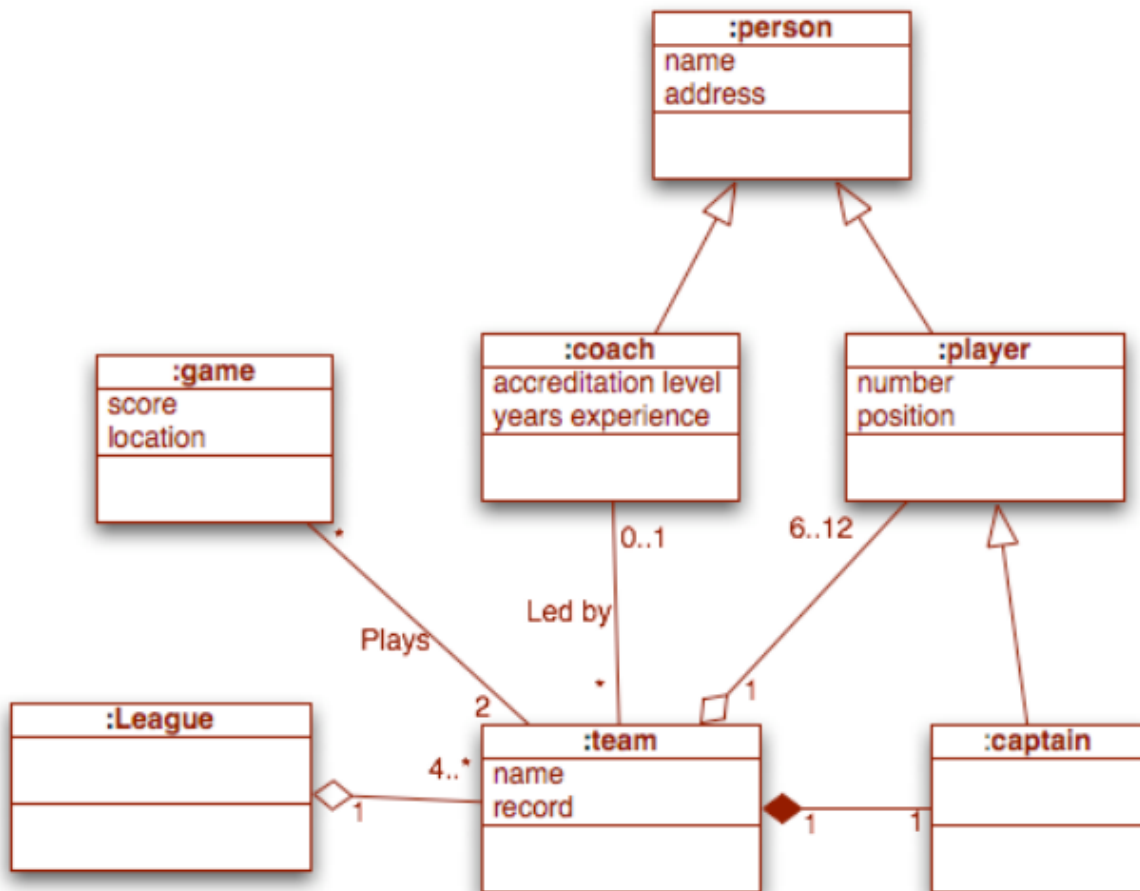 :person
name
address
:coach
accreditation level
years experience
:player
number
position
:game
score
location
*
0..1
6..12
Led by
Plays
*
1
2
:League
4..*
1
:team
name
record
1
1
:captain